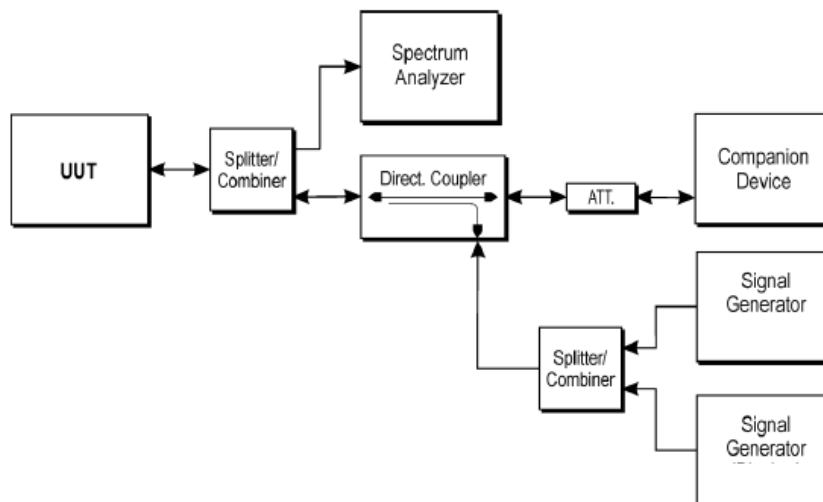 Spectrum
Analyzer
UUT
Splitter/
Combiner
Direct. Coupler
ATT.
Companion
Device
Signal
Generator
Splitter/
Combiner
Signal
Generator